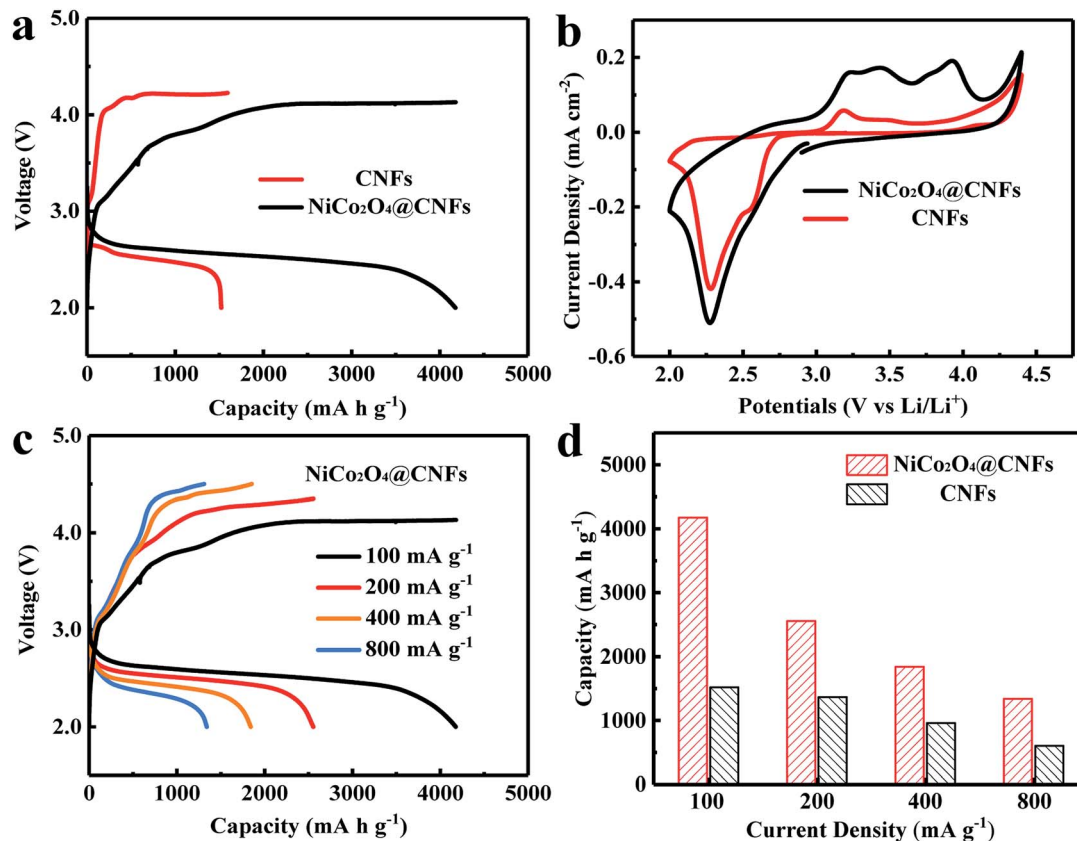 a
Voltage (V)
5.0
4.0
3.0
2.0
CNFs
NiCo₂O₄@CNFs
0 1000 2000 3000 4000 5000
Capacity (mA h g⁻¹)
b
Current Density (mA cm⁻²)
0.2
0.0
-0.2
-0.4
-0.6
NiCo₂O₄@CNFs
CNFs
2.0 2.5 3.0 3.5 4.0 4.5
Potentials (V vs Li/Li⁺)
c
Voltage (V)
5.0
4.0
3.0
2.0
NiCo₂O₄@CNFs
100 mA g⁻¹
200 mA g⁻¹
400 mA g⁻¹
800 mA g⁻¹
0 1000 2000 3000 4000 5000
Capacity (mA h g⁻¹)
d
Capacity (mA h g⁻¹)
5000
4000
3000
2000
1000
0
NiCo₂O₄@CNFs
CNFs
100 200 400 800
Current Density (mA g⁻¹)